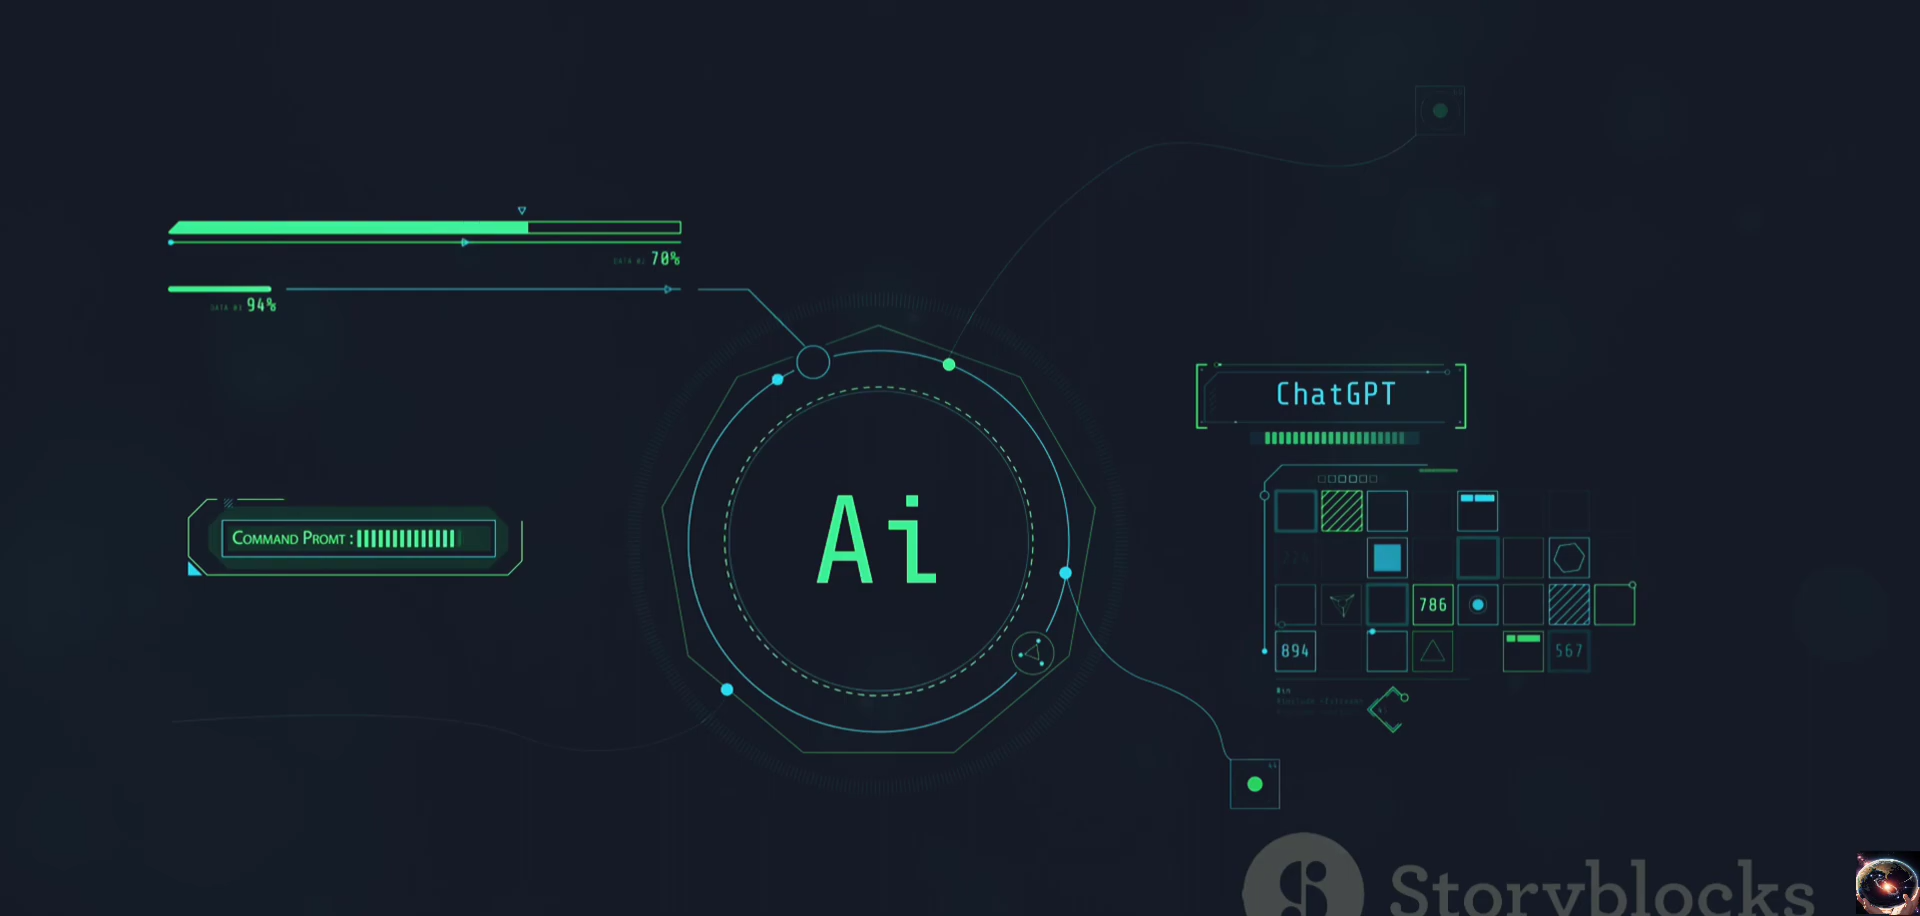 70%
94%
ChatGPT
Command Promt :
Ai
786
894
567
Storyblocks